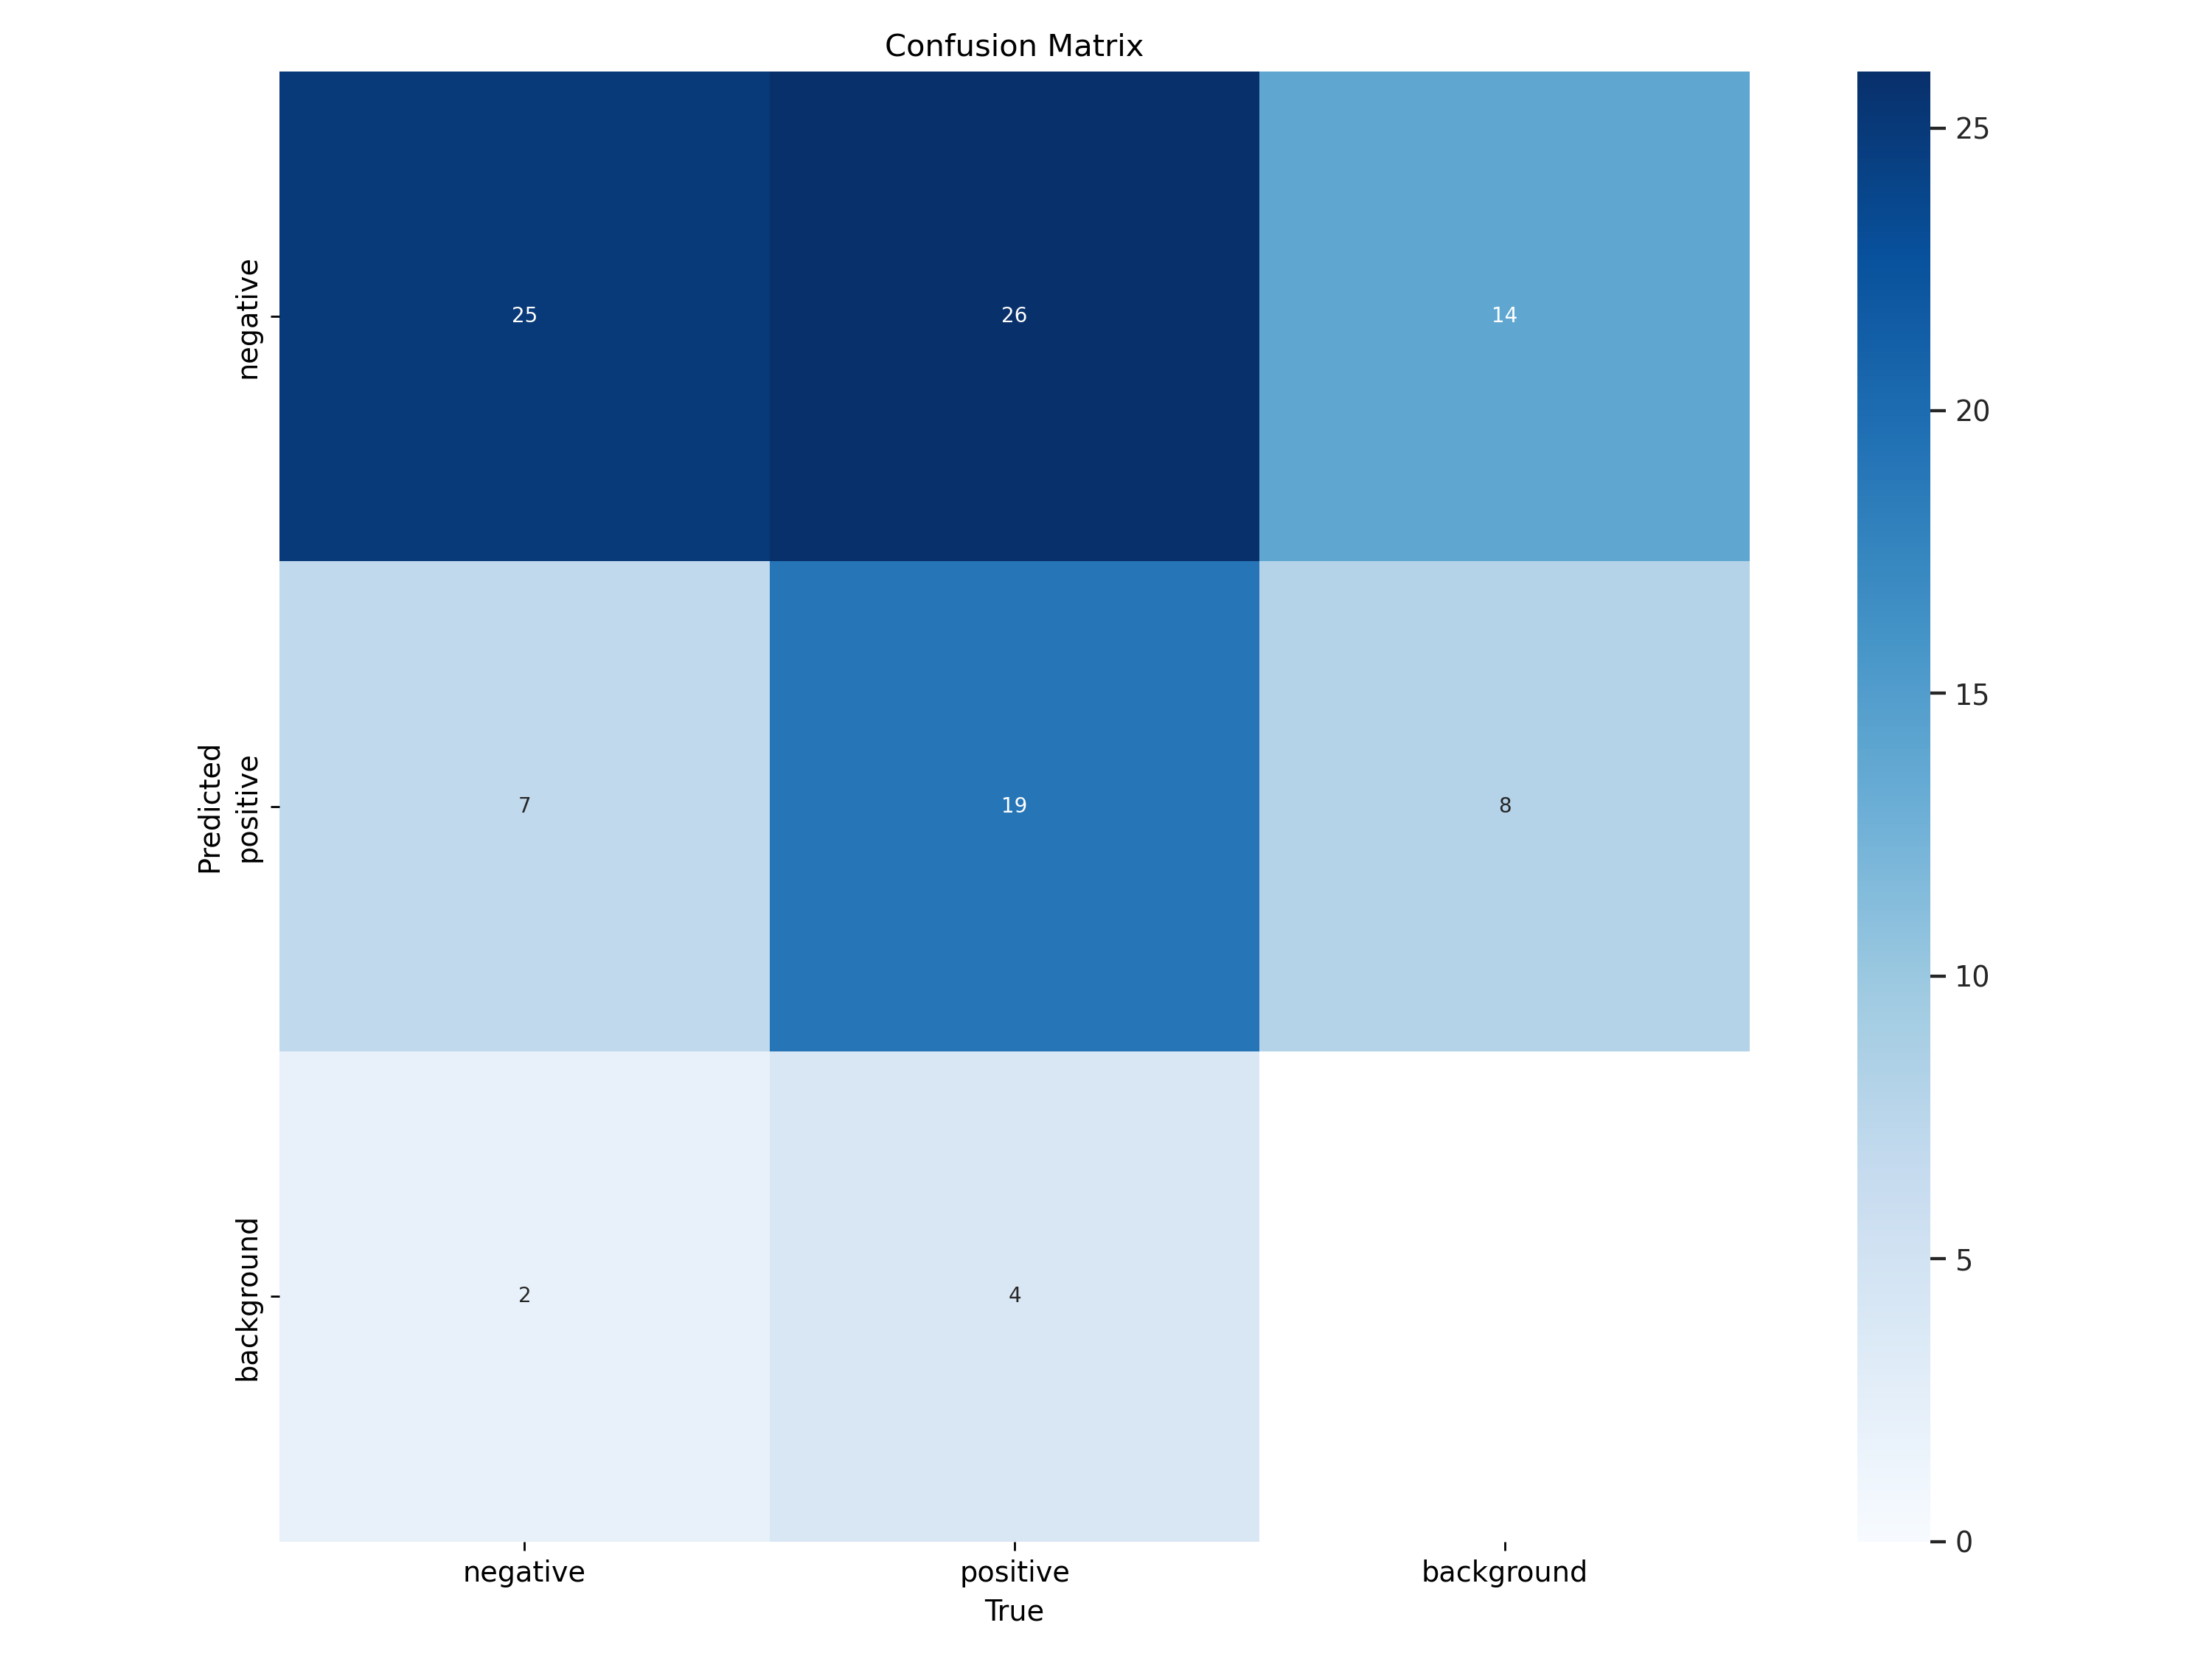 Confusion Matrix
negative
25
26
14
Predicted
positive
7
19
8
background
2
4
negative
positive
background
True
25
20
15
10
5
0